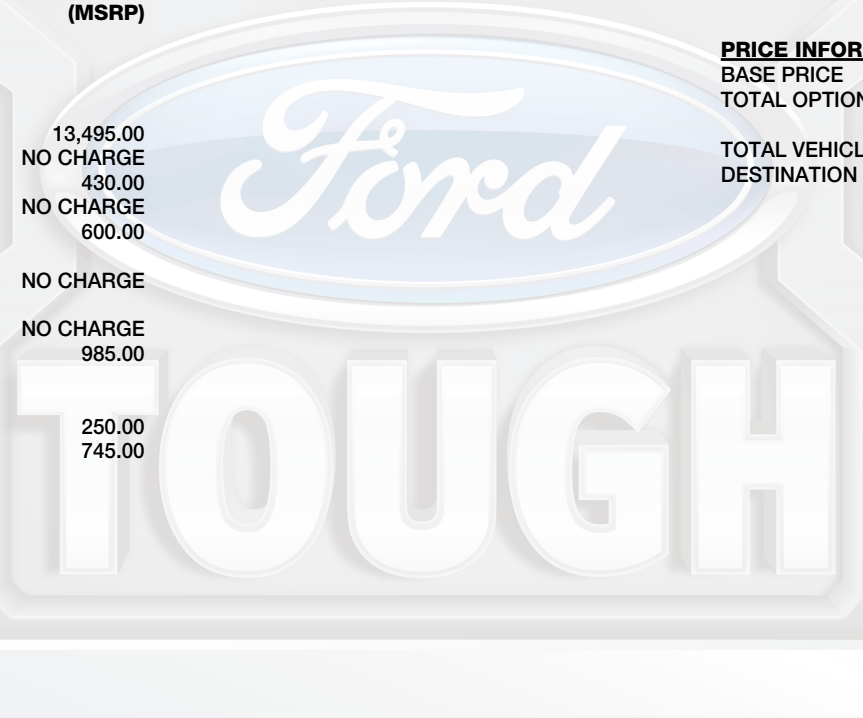 (MSRP)
13,495.00
NO CHARGE
430.00
NO CHARGE
600.00
NO CHARGE
NO CHARGE
985.00
250.00
745.00
PRICE INFOR
BASE PRICE
TOTAL OPTION
TOTAL VEHICL
DESTINATION
Ford
TOUGH